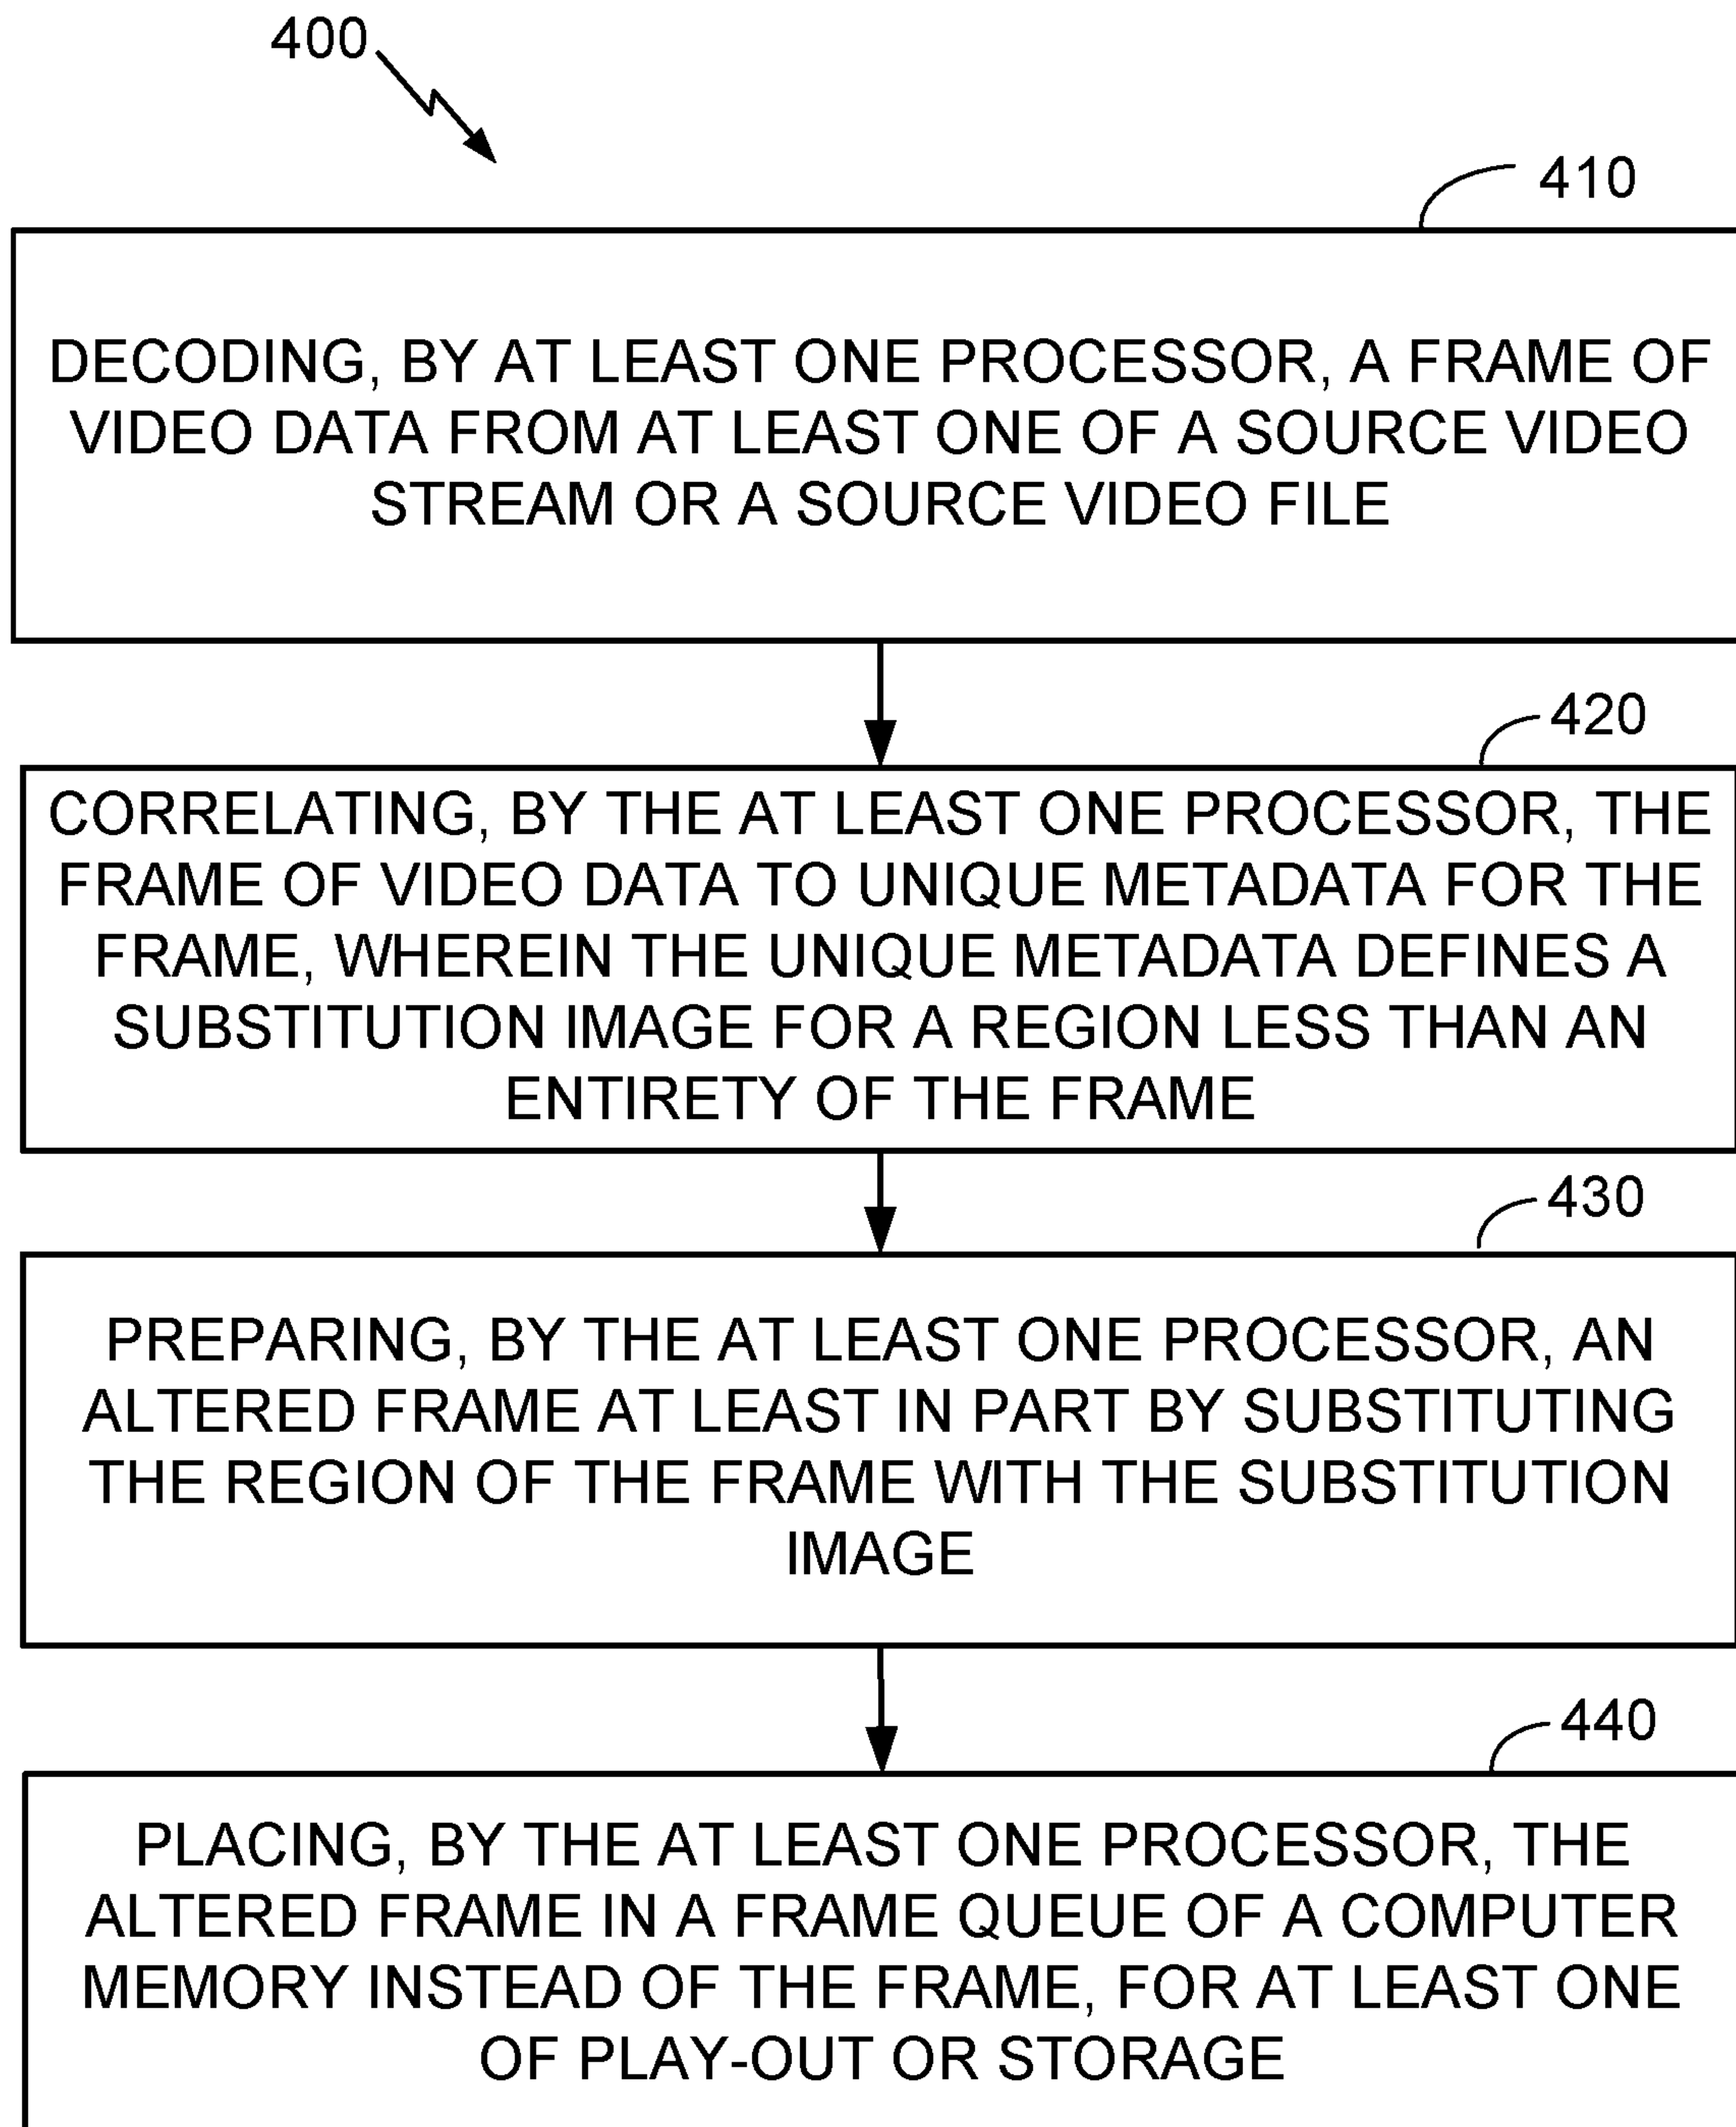 400
410
DECODING, BY AT LEAST ONE PROCESSOR, A FRAME OF
VIDEO DATA FROM AT LEAST ONE OF A SOURCE VIDEO
STREAM OR A SOURCE VIDEO FILE
420
CORRELATING, BY THE AT LEAST ONE PROCESSOR, THE
FRAME OF VIDEO DATA TO UNIQUE METADATA FOR THE
FRAME, WHEREIN THE UNIQUE METADATA DEFINES A
SUBSTITUTION IMAGE FOR A REGION LESS THAN AN
ENTIRETY OF THE FRAME
430
PREPARING, BY THE AT LEAST ONE PROCESSOR, AN
ALTERED FRAME AT LEAST IN PART BY SUBSTITUTING
THE REGION OF THE FRAME WITH THE SUBSTITUTION
IMAGE
440
PLACING, BY THE AT LEAST ONE PROCESSOR, THE
ALTERED FRAME IN A FRAME QUEUE OF A COMPUTER
MEMORY INSTEAD OF THE FRAME, FOR AT LEAST ONE
OF PLAY-OUT OR STORAGE